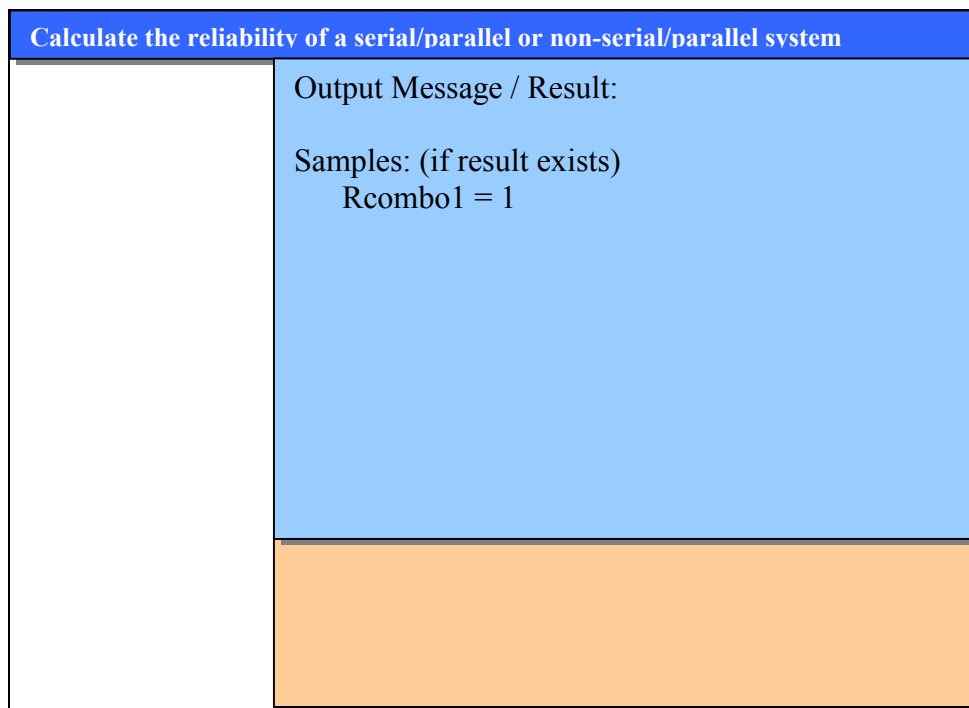 Calculate the reliability of a serial/parallel or non-serial/parallel system
Output Message / Result:
Samples: (if result exists)
Rcombo1 = 1